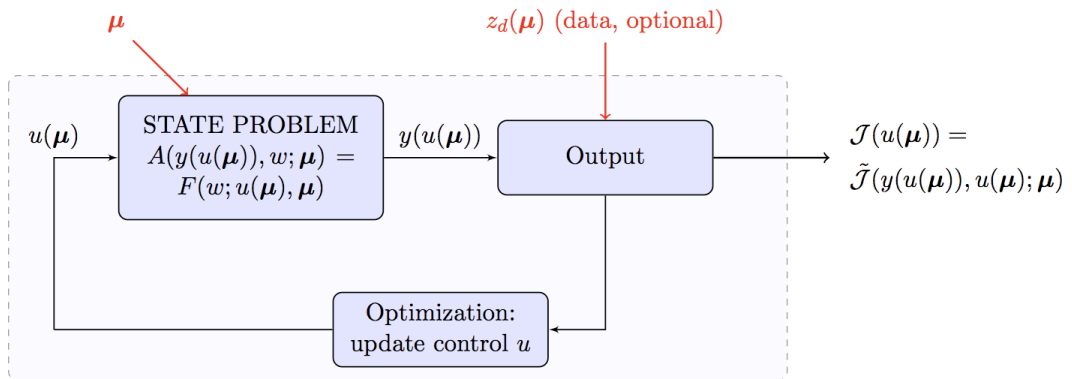 μ
z_d(μ) (data, optional)
u(μ)
STATE PROBLEM
A(y(u(μ)), w; μ) =
F(w; u(μ), μ)
y(u(μ))
Output
𝒥(u(μ)) =
𝒥̃(y(u(μ)), u(μ); μ)
Optimization:
update control u